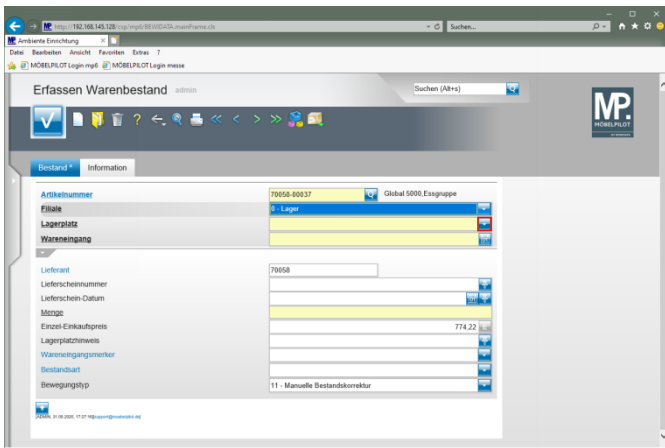 http://192.168.145.128/csp/mp6/BEWIDATA.mainFrame.cls
Suchen...
Ambiente Einrichtung
Datei Bearbeiten Ansicht Favoriten Extras ?
MÖBELPILOT Login mp6 MÖBELPILOT Login messe
Erfassen Warenbestand admin
Suchen (Alt+s)
MP.
MÖBELPILOT
Bestand * Information
Artikelnummer 70058-00037 Global 5000,Essgruppe
Filiale 0 - Lager
Lagerplatz
Wareneingang
Lieferant 70058
Lieferscheinnummer
Lieferschein-Datum
Menge
Einzel-Einkaufspreis 774,22
Lagerplatzhinweis
Wareneingangsmerker
Bestandsart
Bewegungstyp 11 - Manuelle Bestandskorrektur